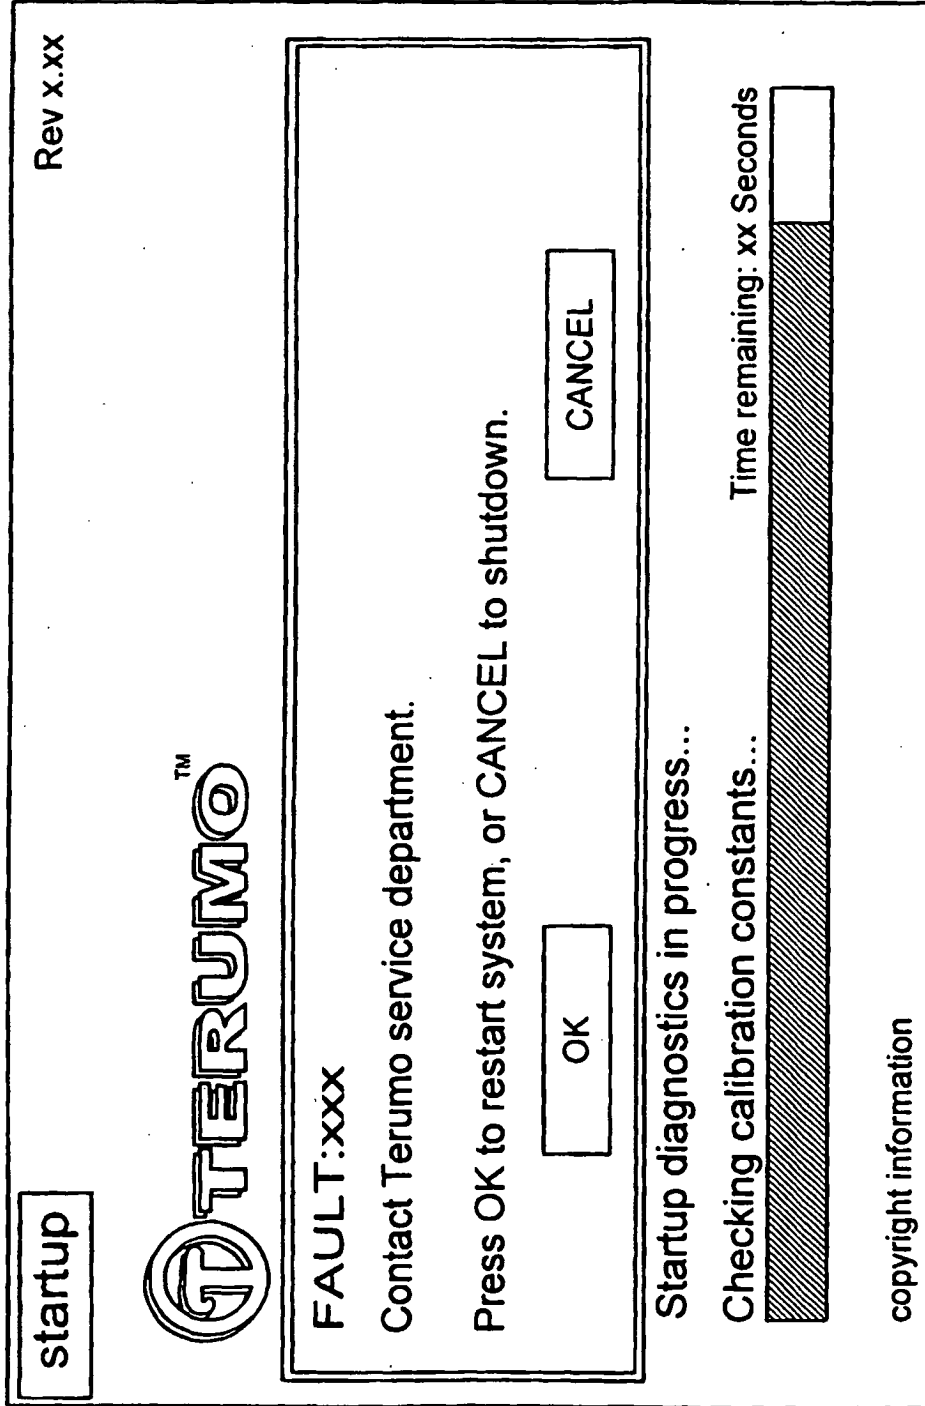 startup
Rev x.xx
TERUMO™
FAULT:xxx
Contact Terumo service department.
Press OK to restart system, or CANCEL to shutdown.
OK CANCEL
Startup diagnostics in progress...
Checking calibration constants... Time remaining: xx Seconds
copyright information